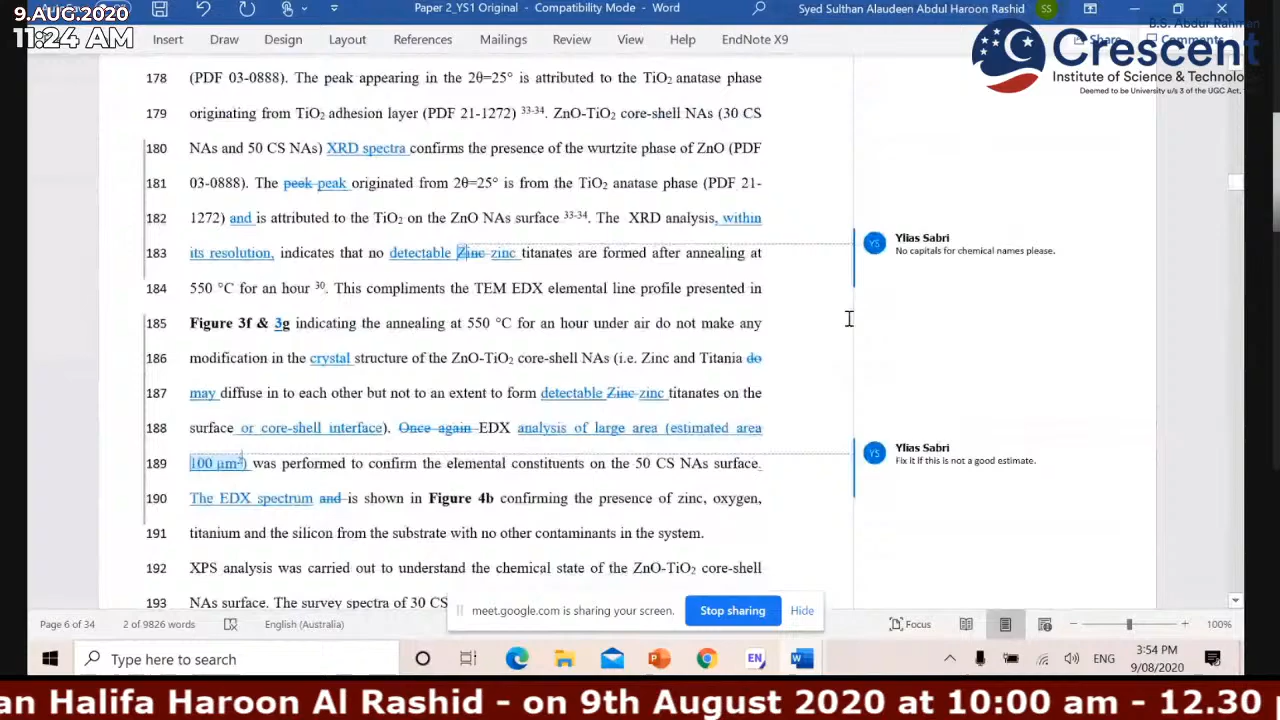 9.AUG.2020
11:24 AM
Paper 2_YS1 Original - Compatibility Mode - Word
Syed Sulthan Alaudeen Abdul Haroon Rashid
SS
B.S. Abdur Rahman
Crescent
Institute of Science & Technology
Deemed to be University u/s 3 of the UGC Act,
Insert Draw Design Layout References Mailings Review View Help EndNote X9
Share Comments
178 (PDF 03-0888). The peak appearing in the 2θ=25° is attributed to the TiO₂ anatase phase
179 originating from TiO₂ adhesion layer (PDF 21-1272) ³³⁻³⁴. ZnO-TiO₂ core-shell NAs (30 CS
180 NAs and 50 CS NAs) XRD spectra confirms the presence of the wurtzite phase of ZnO (PDF
181 03-0888). The peek peak originated from 2θ=25° is from the TiO₂ anatase phase (PDF 21-
182 1272) and is attributed to the TiO₂ on the ZnO NAs surface ³³⁻³⁴. The XRD analysis, within
183 its resolution, indicates that no detectable Zinc zinc titanates are formed after annealing at
184 550 °C for an hour ³⁰. This compliments the TEM EDX elemental line profile presented in
185 Figure 3f & 3g indicating the annealing at 550 °C for an hour under air do not make any
186 modification in the crystal structure of the ZnO-TiO₂ core-shell NAs (i.e. Zinc and Titania do
187 may diffuse in to each other but not to an extent to form detectable Zinc zinc titanates on the
188 surface or core-shell interface). Once again EDX analysis of large area (estimated area
189 100 μm²) was performed to confirm the elemental constituents on the 50 CS NAs surface.
190 The EDX spectrum and is shown in Figure 4b confirming the presence of zinc, oxygen,
191 titanium and the silicon from the substrate with no other contaminants in the system.
192 XPS analysis was carried out to understand the chemical state of the ZnO-TiO₂ core-shell
193 NAs surface. The survey spectra of 30 CS
YS Ylias Sabri
No capitals for chemical names please.
YS Ylias Sabri
Fix it if this is not a good estimate.
meet.google.com is sharing your screen. Stop sharing Hide
Page 6 of 34 2 of 9826 words English (Australia) Focus 100%
Type here to search
EN
ENG
3:54 PM
9/08/2020
an Halifa Haroon Al Rashid - on 9th August 2020 at 10:00 am - 12.30